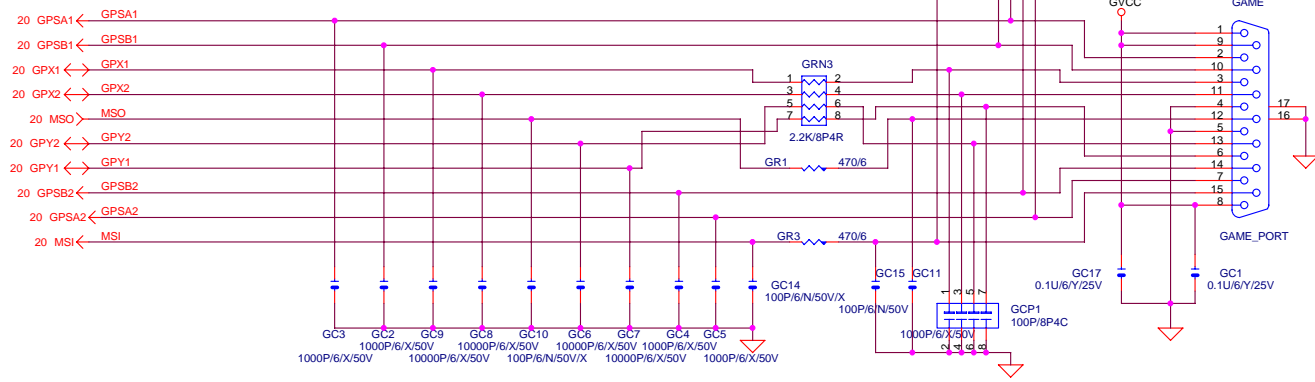 GVCC
GAME
20 GPSA1
GPSA1
1
20 GPSB1
GPSB1
9
2
20 GPX1
GPX1
GRN3
10
1
2
3
20 GPX2
GPX2
3
4
11
5
6
4
17
20 MSO
MSO
7
8
12
16
5
2.2K/8P4R
20 GPY2
GPY2
13
6
20 GPY1
GPY1
GR1
470/6
14
7
20 GPSB2
GPSB2
15
8
20 GPSA2
GPSA2
GAME_PORT
20 MSI
MSI
GR3
470/6
GC14
100P/6/N/50V/X
GC15
GC11
100P/6/N/50V
1
3
5
7
GC17
0.1U/6/Y/25V
GC1
0.1U/6/Y/25V
GCP1
100P/8P4C
1000P/6/X/50V
2
4
6
8
GC3
GC2
GC9
GC8
GC10
GC6
GC7
GC4
GC5
1000P/6/X/50V
10000P/6/X/50V
1000P/6/X/50V
1000P/6/X/50V
10000P/6/X/50V
100P/6/N/50V/X
10000P/6/X/50V
1000P/6/X/50V